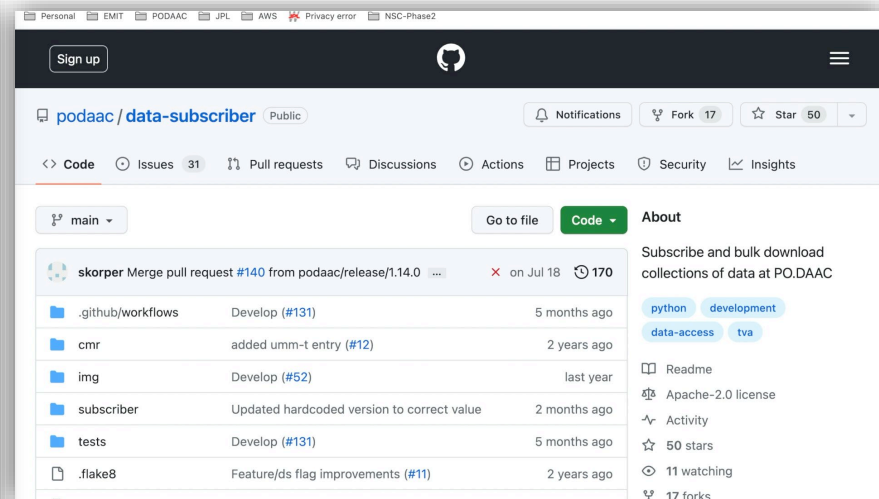 Personal EMIT PODAAC JPL AWS Privacy error NSC-Phase2
Sign up
podaac / data-subscriber Public
Notifications Fork 17 Star 50
Code Issues 31 Pull requests Discussions Actions Projects Security Insights
main Go to file Code
skorper Merge pull request #140 from podaac/release/1.14.0 ... on Jul 18 170
.github/workflows Develop (#131) 5 months ago
cmr added umm-t entry (#12) 2 years ago
img Develop (#52) last year
subscriber Updated hardcoded version to correct value 2 months ago
tests Develop (#131) 5 months ago
.flake8 Feature/ds flag improvements (#11) 2 years ago
About
Subscribe and bulk download
collections of data at PO.DAAC
python development
data-access tva
Readme
Apache-2.0 license
Activity
50 stars
11 watching
17 forks